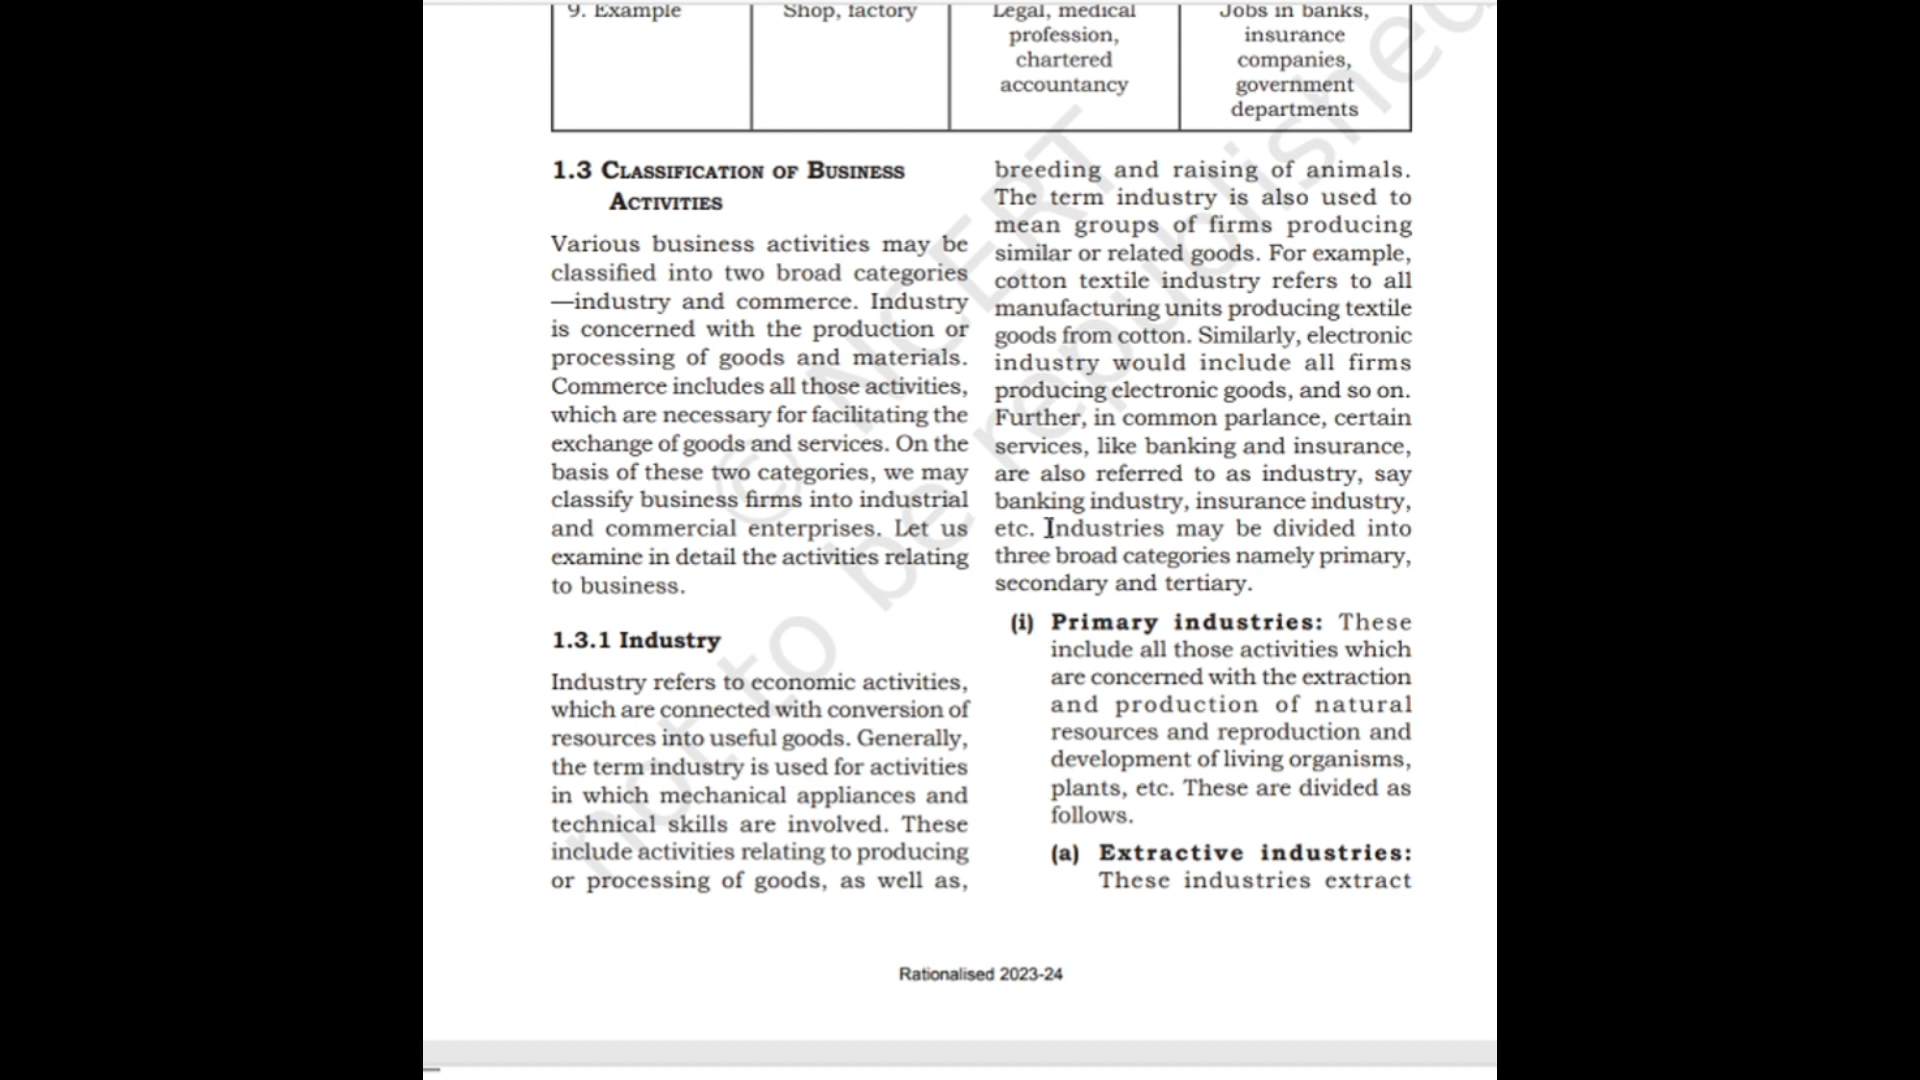 9. Example
Shop, factory
Legal, medical
profession,
chartered
accountancy
Jobs in banks,
insurance
companies,
government
departments
1.3 CLASSIFICATION OF BUSINESS
ACTIVITIES
Various business activities may be
classified into two broad categories
—industry and commerce. Industry
is concerned with the production or
processing of goods and materials.
Commerce includes all those activities,
which are necessary for facilitating the
exchange of goods and services. On the
basis of these two categories, we may
classify business firms into industrial
and commercial enterprises. Let us
examine in detail the activities relating
to business.
1.3.1 Industry
Industry refers to economic activities,
which are connected with conversion of
resources into useful goods. Generally,
the term industry is used for activities
in which mechanical appliances and
technical skills are involved. These
include activities relating to producing
or processing of goods, as well as,
breeding and raising of animals.
The term industry is also used to
mean groups of firms producing
similar or related goods. For example,
cotton textile industry refers to all
manufacturing units producing textile
goods from cotton. Similarly, electronic
industry would include all firms
producing electronic goods, and so on.
Further, in common parlance, certain
services, like banking and insurance,
are also referred to as industry, say
banking industry, insurance industry,
etc. Industries may be divided into
three broad categories namely primary,
secondary and tertiary.
(i) Primary industries: These
include all those activities which
are concerned with the extraction
and production of natural
resources and reproduction and
development of living organisms,
plants, etc. These are divided as
follows.
(a) Extractive industries:
These industries extract
Rationalised 2023-24
© NCERT
not to be republished